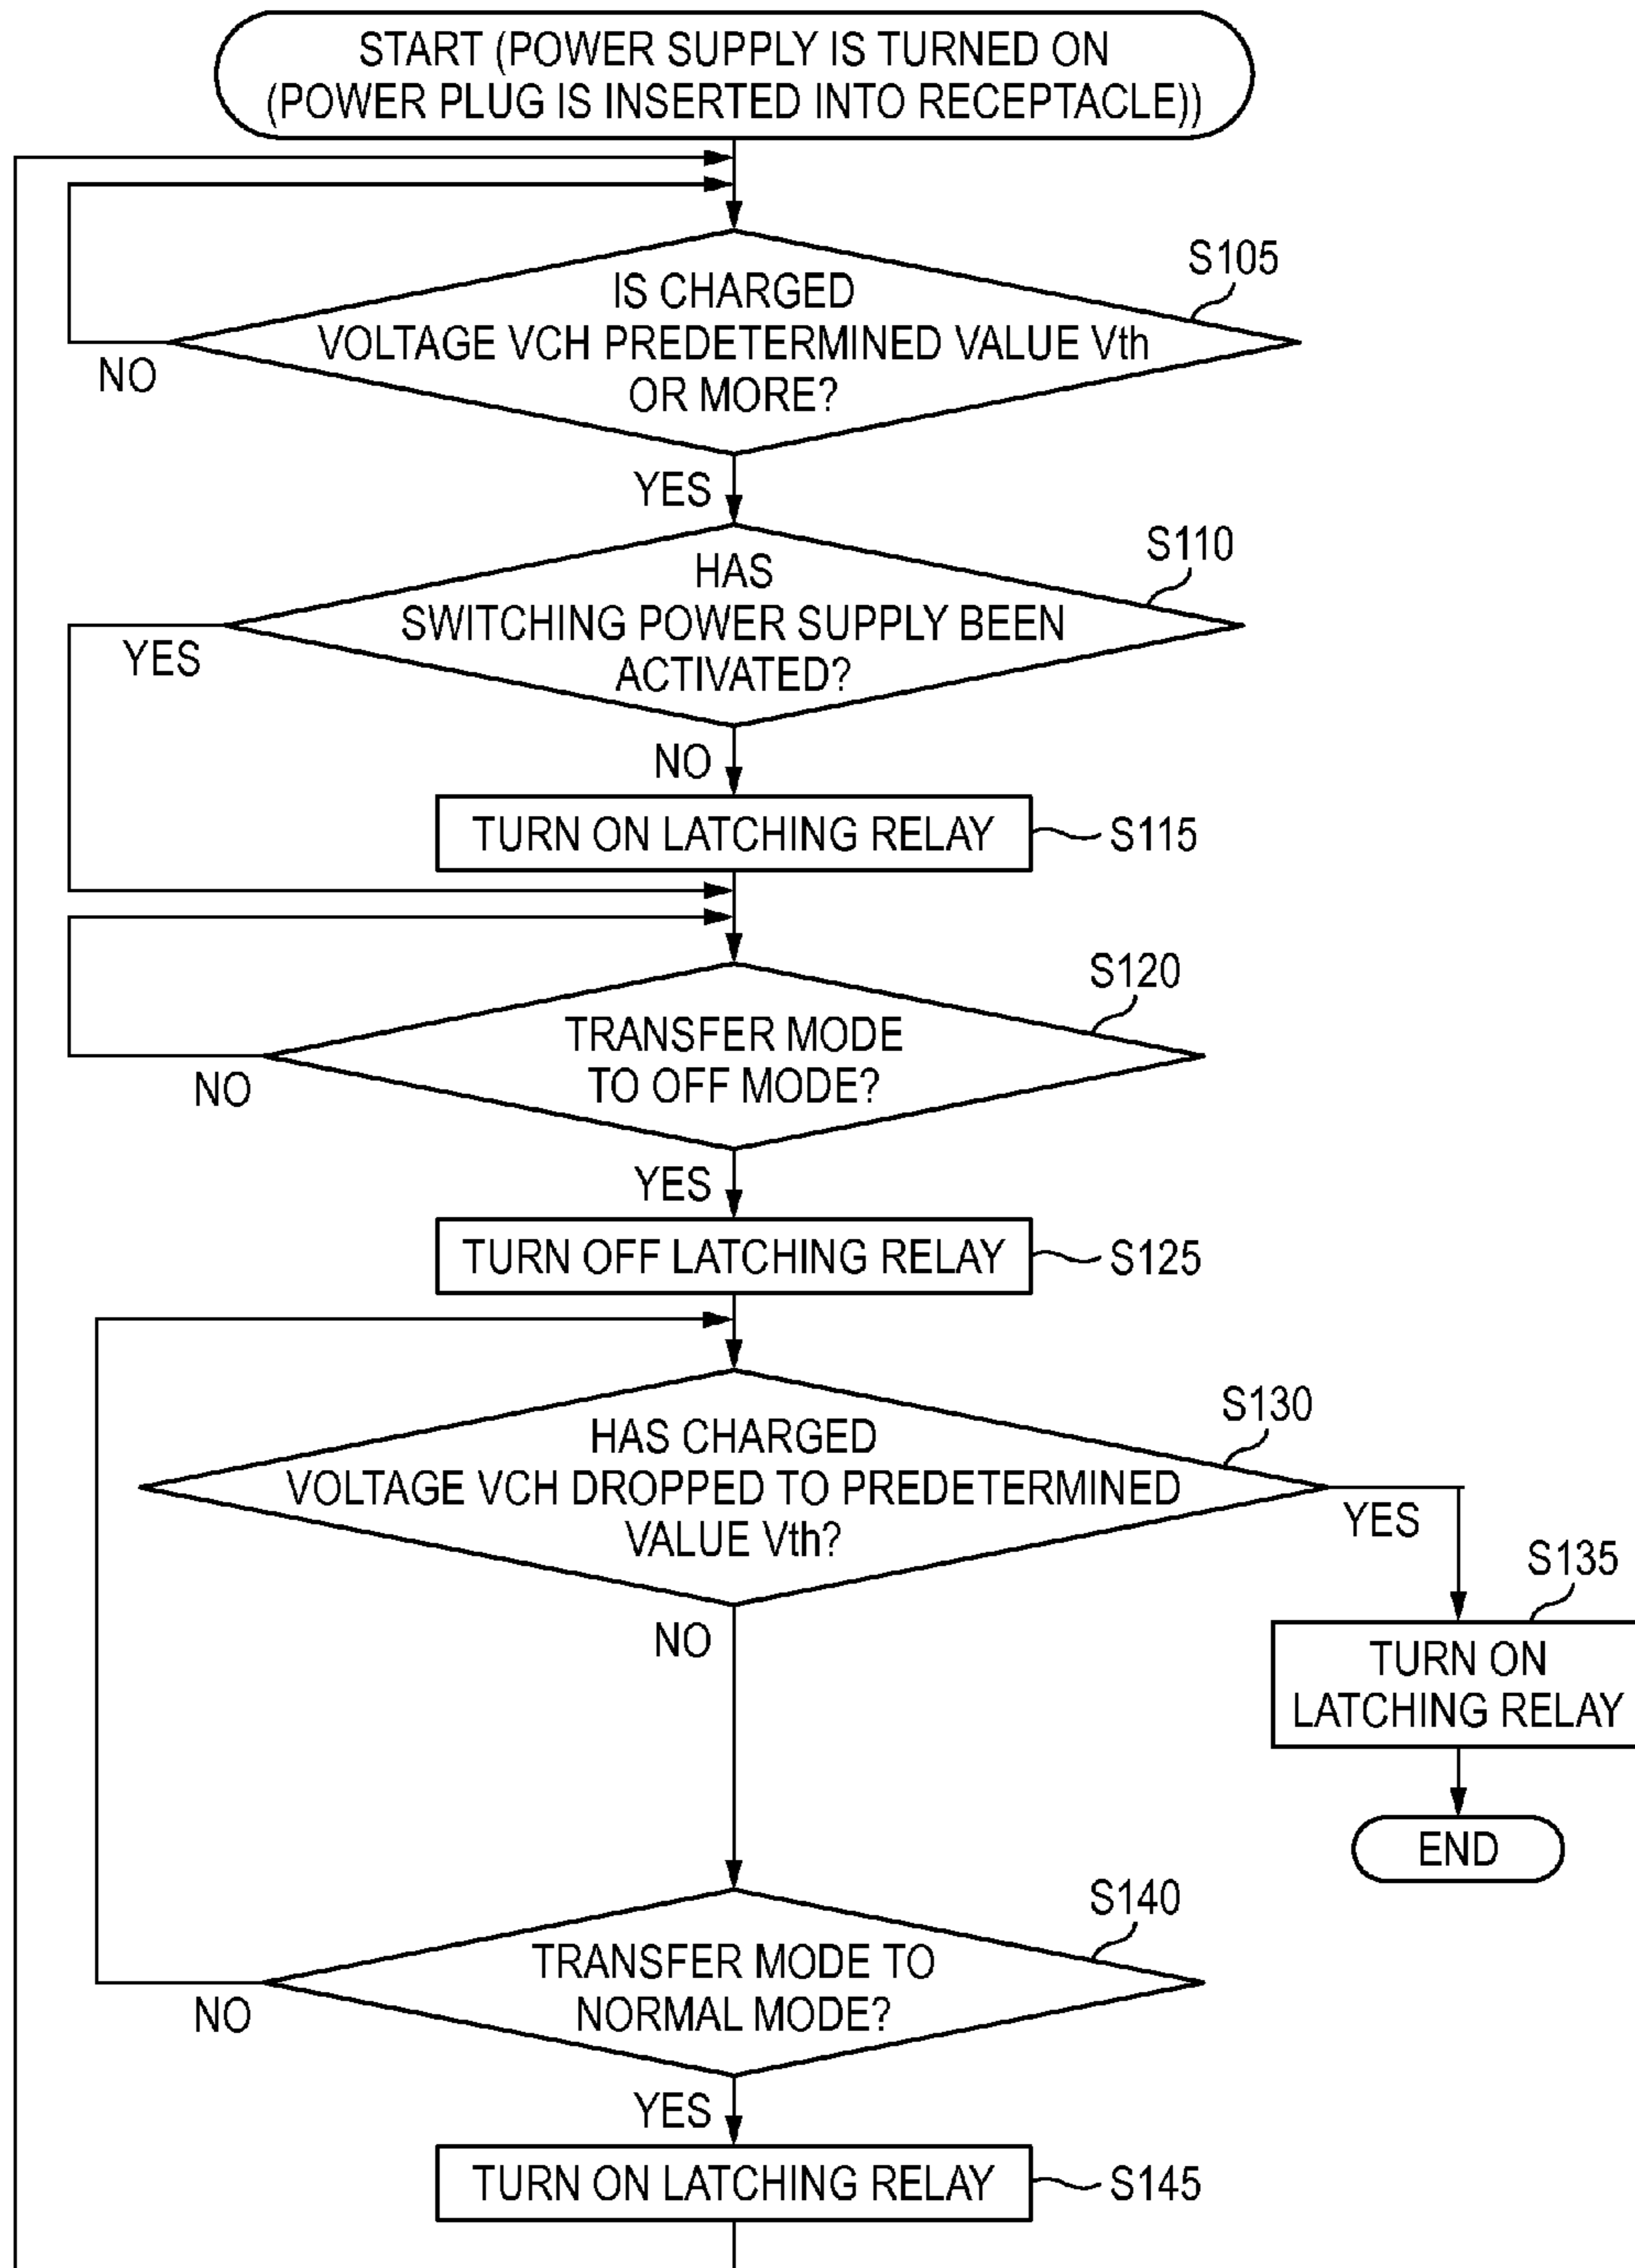 START (POWER SUPPLY IS TURNED ON
(POWER PLUG IS INSERTED INTO RECEPTACLE))
S105
IS CHARGED
VOLTAGE VCH PREDETERMINED VALUE Vth
OR MORE?
NO
YES
S110
HAS
SWITCHING POWER SUPPLY BEEN
ACTIVATED?
YES
NO
TURN ON LATCHING RELAY
S115
S120
TRANSFER MODE
TO OFF MODE?
NO
YES
TURN OFF LATCHING RELAY
S125
S130
HAS CHARGED
VOLTAGE VCH DROPPED TO PREDETERMINED
VALUE Vth?
YES
NO
S135
TURN ON
LATCHING RELAY
END
S140
TRANSFER MODE TO
NORMAL MODE?
NO
YES
TURN ON LATCHING RELAY
S145